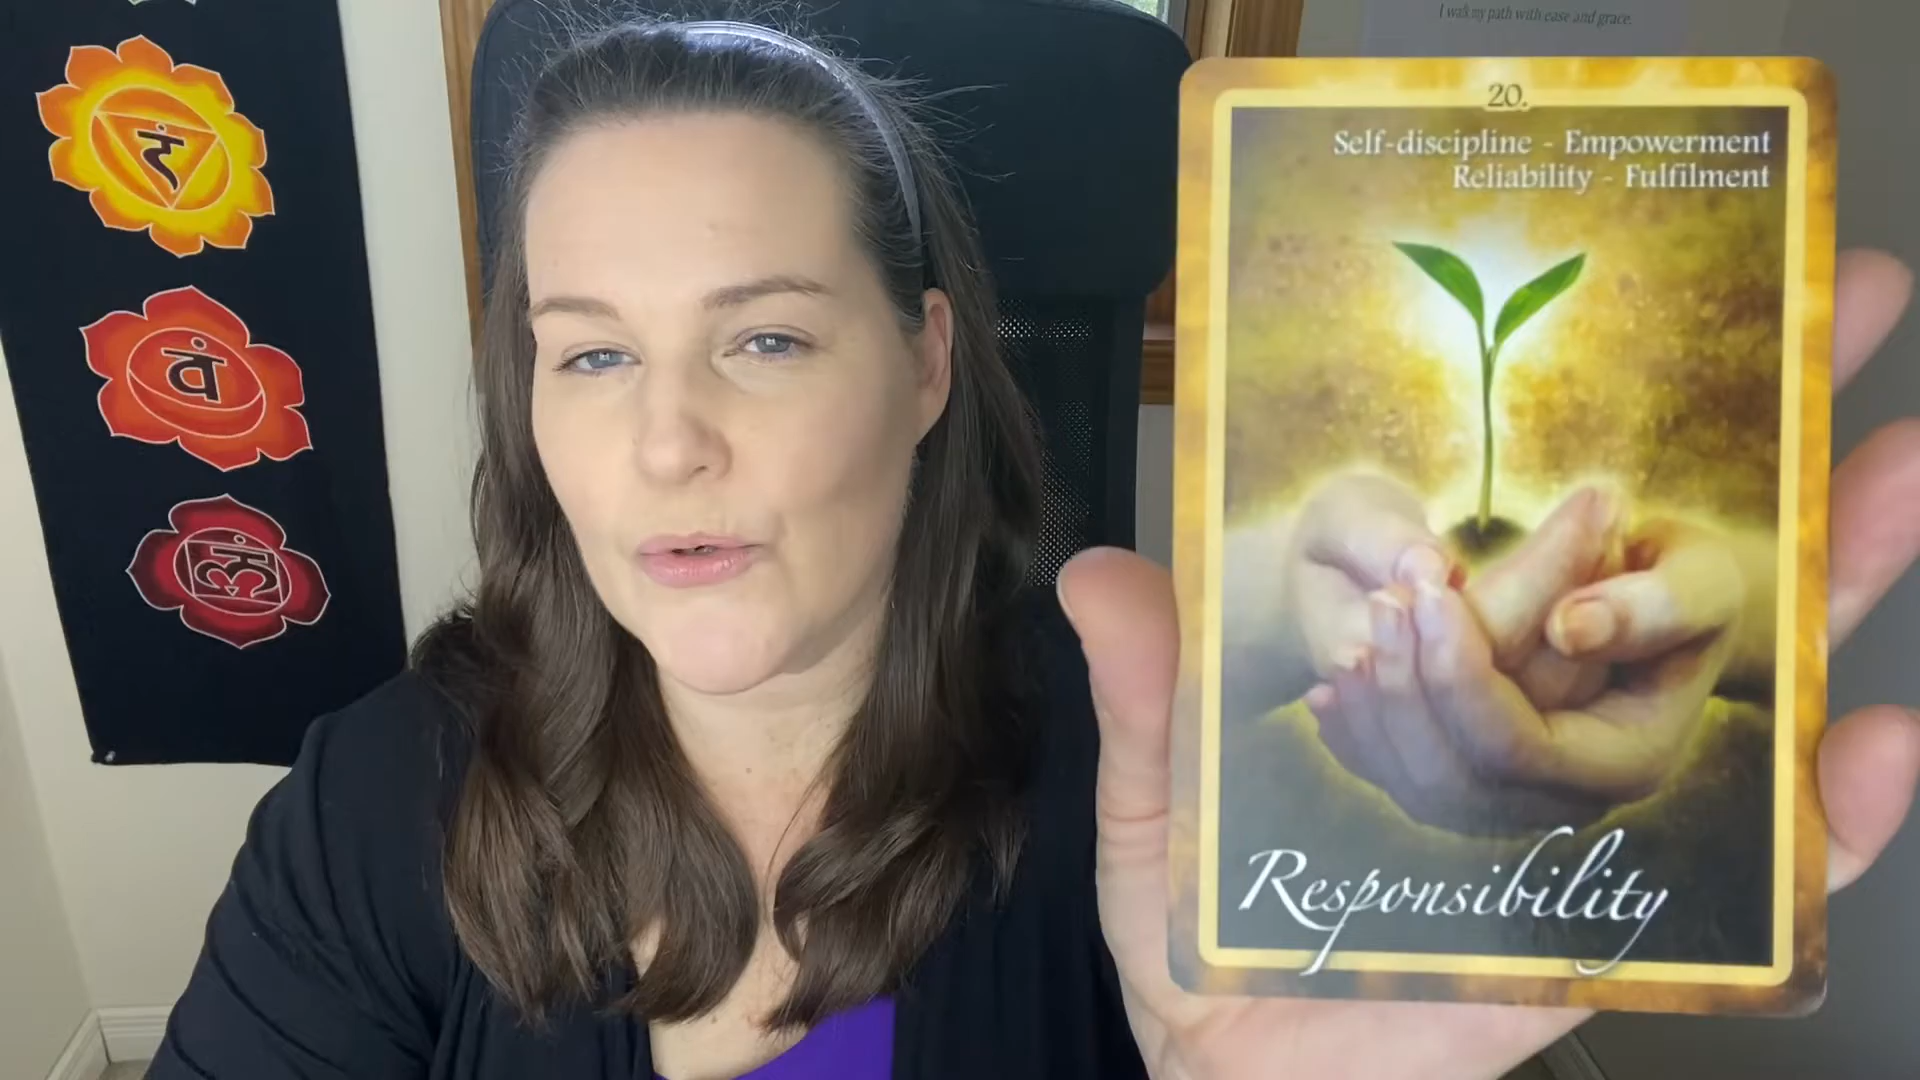 I walk my path with ease and grace.
20.
Self-discipline - Empowerment
Reliability - Fulfilment
Responsibility
रं
वं
लं